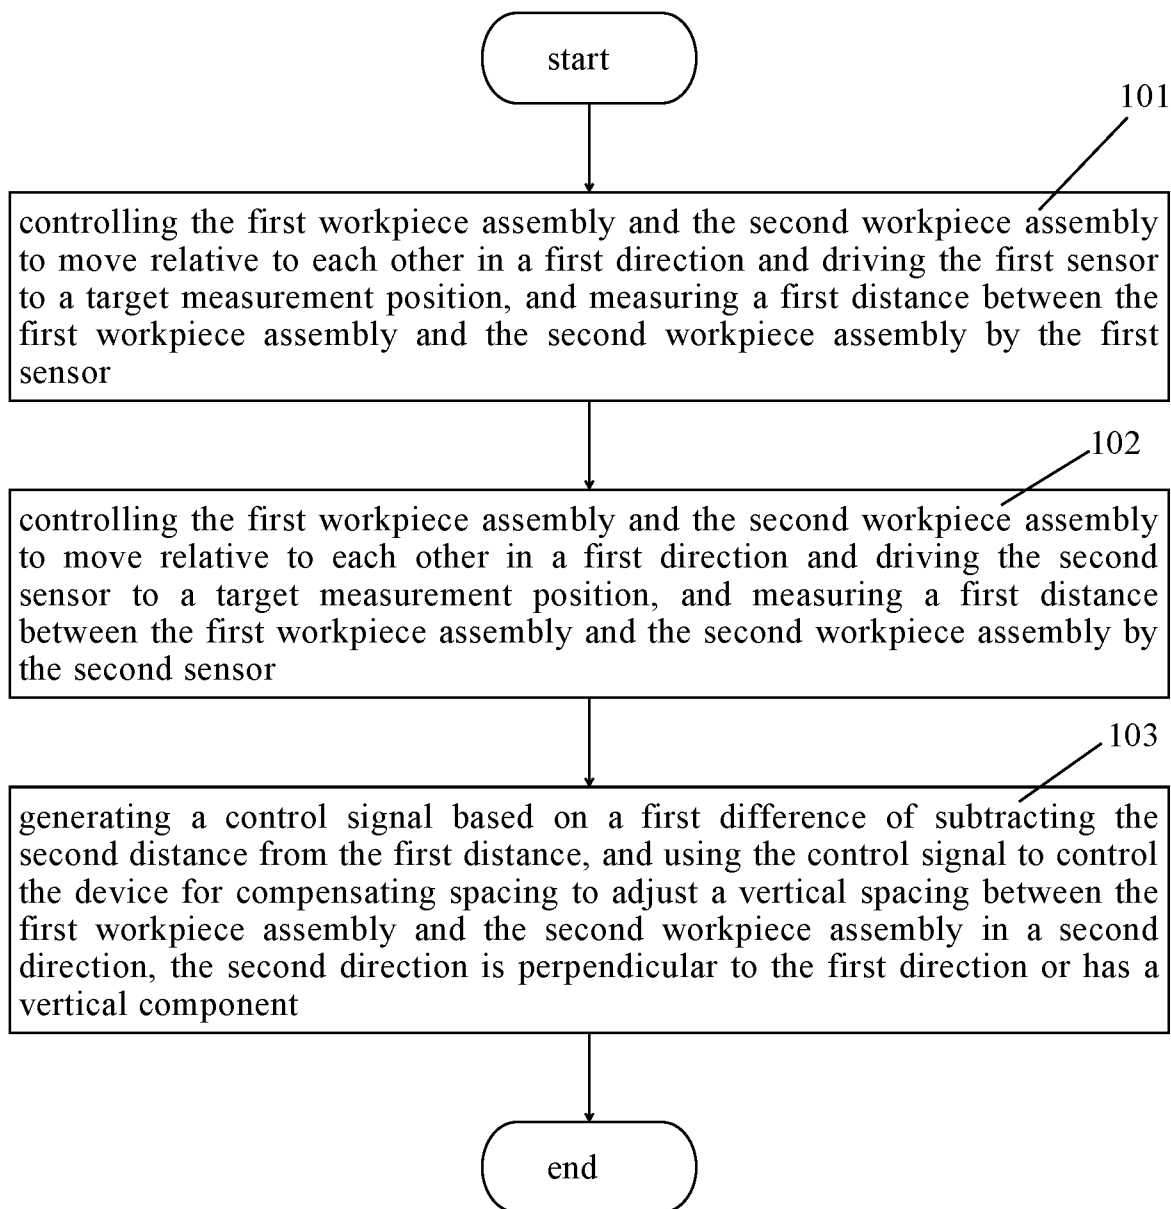 start
101
controlling the first workpiece assembly and the second workpiece assembly
to move relative to each other in a first direction and driving the first sensor
to a target measurement position, and measuring a first distance between the
first workpiece assembly and the second workpiece assembly by the first
sensor
102
controlling the first workpiece assembly and the second workpiece assembly
to move relative to each other in a first direction and driving the second
sensor to a target measurement position, and measuring a first distance
between the first workpiece assembly and the second workpiece assembly by
the second sensor
103
generating a control signal based on a first difference of subtracting the
second distance from the first distance, and using the control signal to control
the device for compensating spacing to adjust a vertical spacing between the
first workpiece assembly and the second workpiece assembly in a second
direction, the second direction is perpendicular to the first direction or has a
vertical component
end